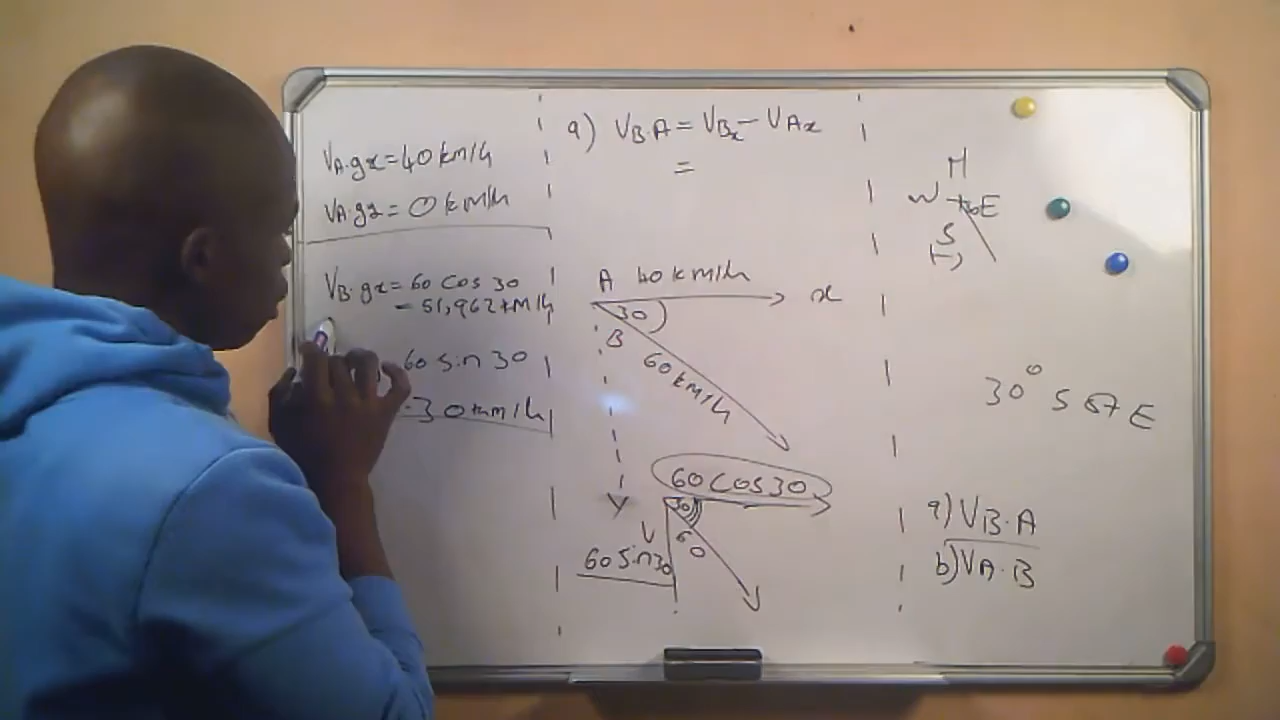 VA.gx = 40 km/h
VA.gy = 0 km/h
VB.gx = 60 cos 30
= 51,962 km/h
60 sin 30
30 km/h
a) VB.A = VBx - VAx
=
A 40 km/h x
30
B
60 km/h
y
60 cos 30
30
60
60 sin 30
N
W E
S
30° S of E
a) VB.A
b) VA.B